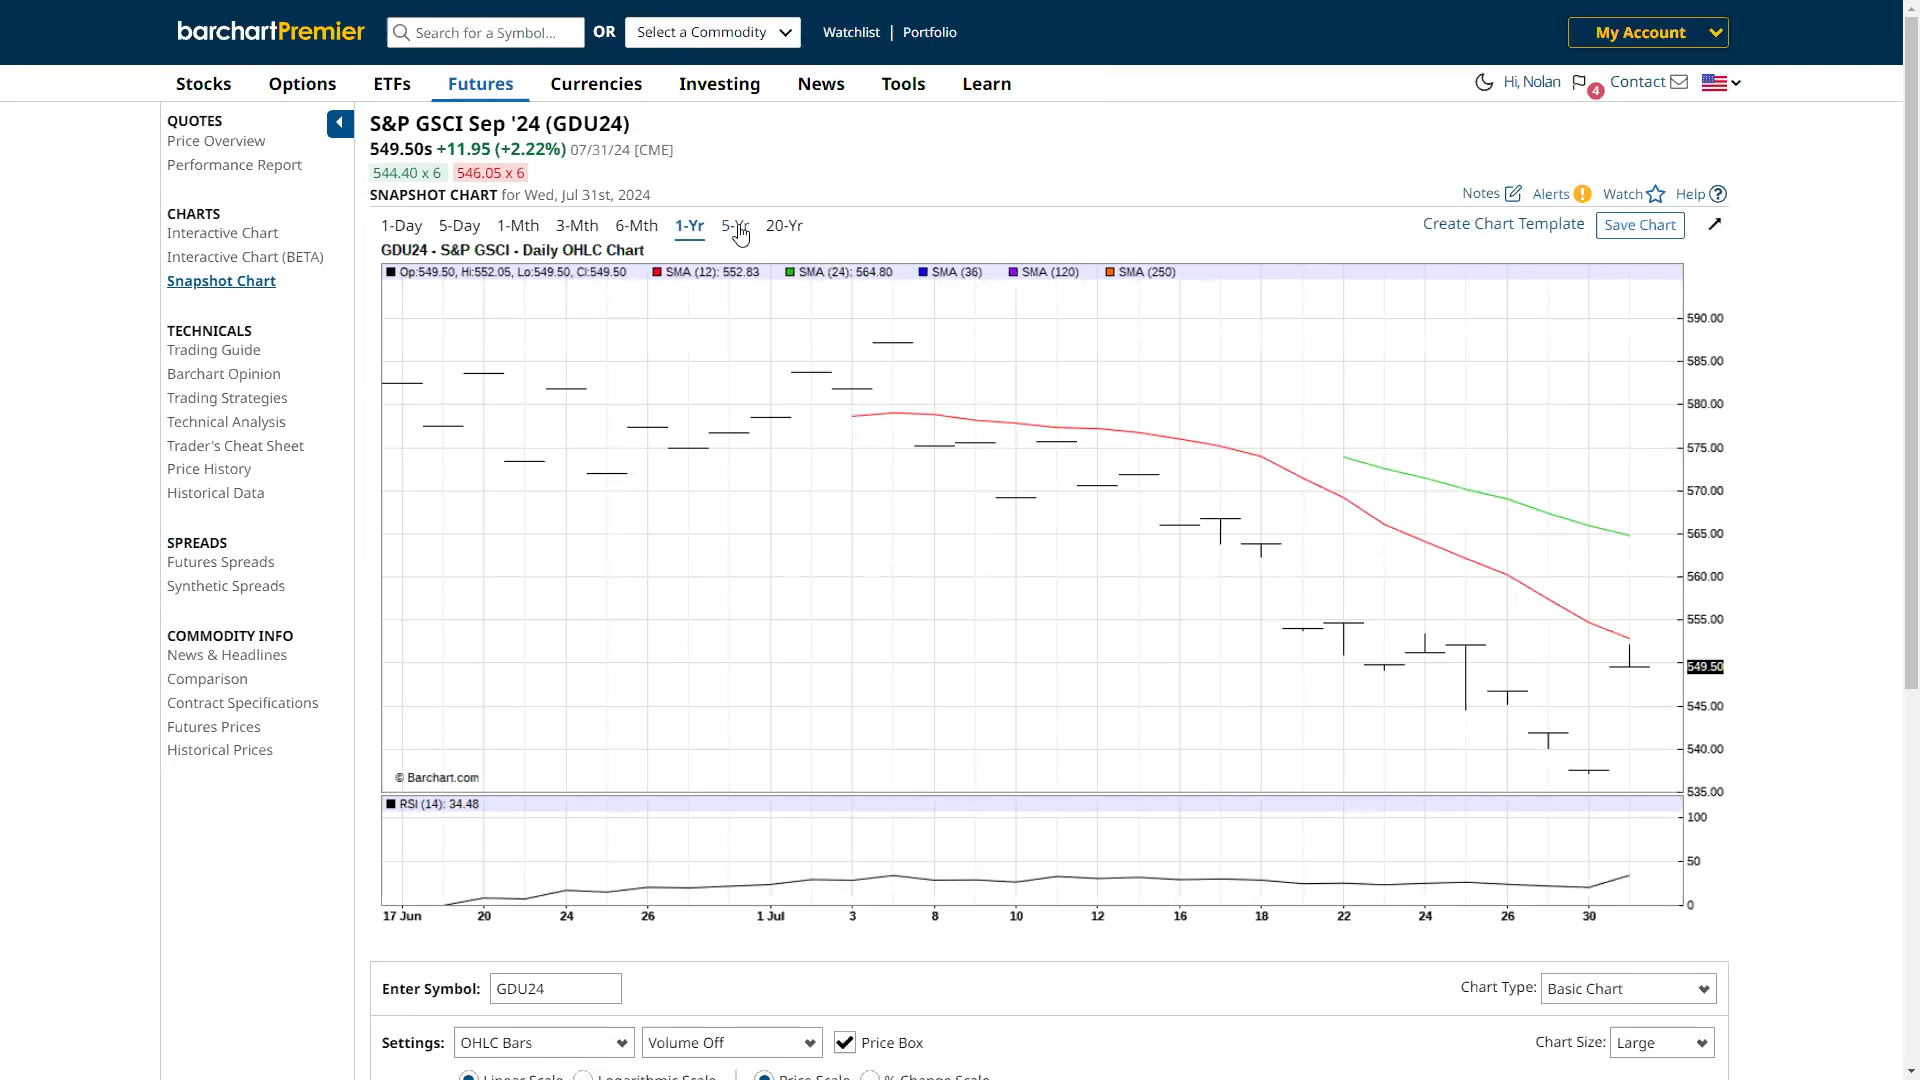 barchartPremier
Search for a Symbol...
OR
Select a Commodity
Watchlist | Portfolio
My Account
Stocks Options ETFs Futures Currencies Investing News Tools Learn
Hi, Nolan
4
Contact
QUOTES
Price Overview
Performance Report
CHARTS
Interactive Chart
Interactive Chart (BETA)
Snapshot Chart
TECHNICALS
Trading Guide
Barchart Opinion
Trading Strategies
Technical Analysis
Trader's Cheat Sheet
Price History
Historical Data
SPREADS
Futures Spreads
Synthetic Spreads
COMMODITY INFO
News & Headlines
Comparison
Contract Specifications
Futures Prices
Historical Prices
S&P GSCI Sep '24 (GDU24)
549.50s +11.95 (+2.22%) 07/31/24 [CME]
544.40 x 6 546.05 x 6
SNAPSHOT CHART for Wed, Jul 31st, 2024
Notes Alerts Watch Help
1-Day 5-Day 1-Mth 3-Mth 6-Mth 1-Yr 5-Yr 20-Yr
Create Chart Template Save Chart
GDU24 - S&P GSCI - Daily OHLC Chart
Op:549.50, Hi:552.05, Lo:549.50, Cl:549.50 SMA (12): 552.83 SMA (24): 564.80 SMA (36) SMA (120) SMA (250)
590.00
585.00
580.00
575.00
570.00
565.00
560.00
555.00
549.50
545.00
540.00
535.00
© Barchart.com
RSI (14): 34.48
100
50
0
17 Jun 20 24 26 1 Jul 3 8 10 12 16 18 22 24 26 30
Enter Symbol: GDU24
Chart Type: Basic Chart
Settings: OHLC Bars Volume Off Price Box
Chart Size: Large
Linear Scale Logarithmic Scale Price Scale % Change Scale